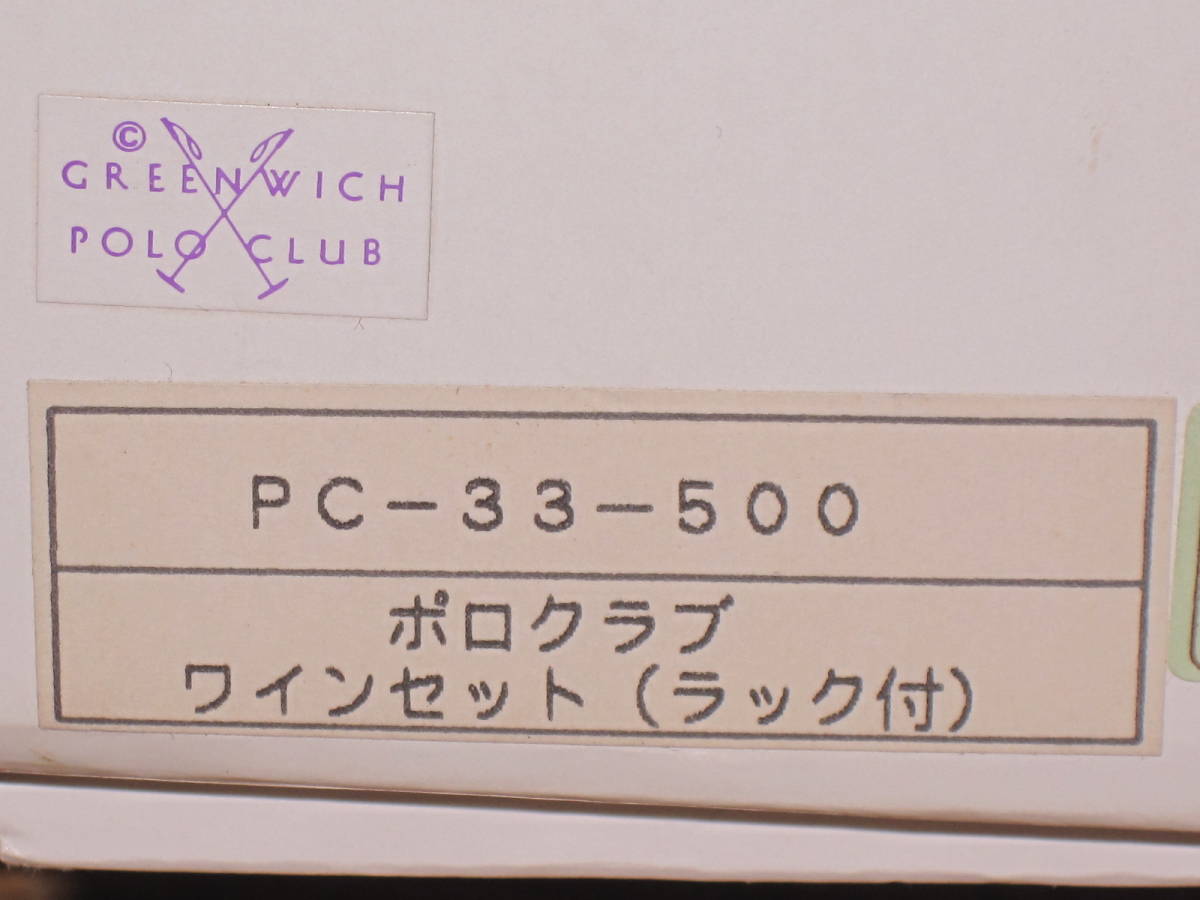 ©
GREENWICH
POLO CLUB
PC-33-500
ポロクラブ
ワインセット(ラック付)